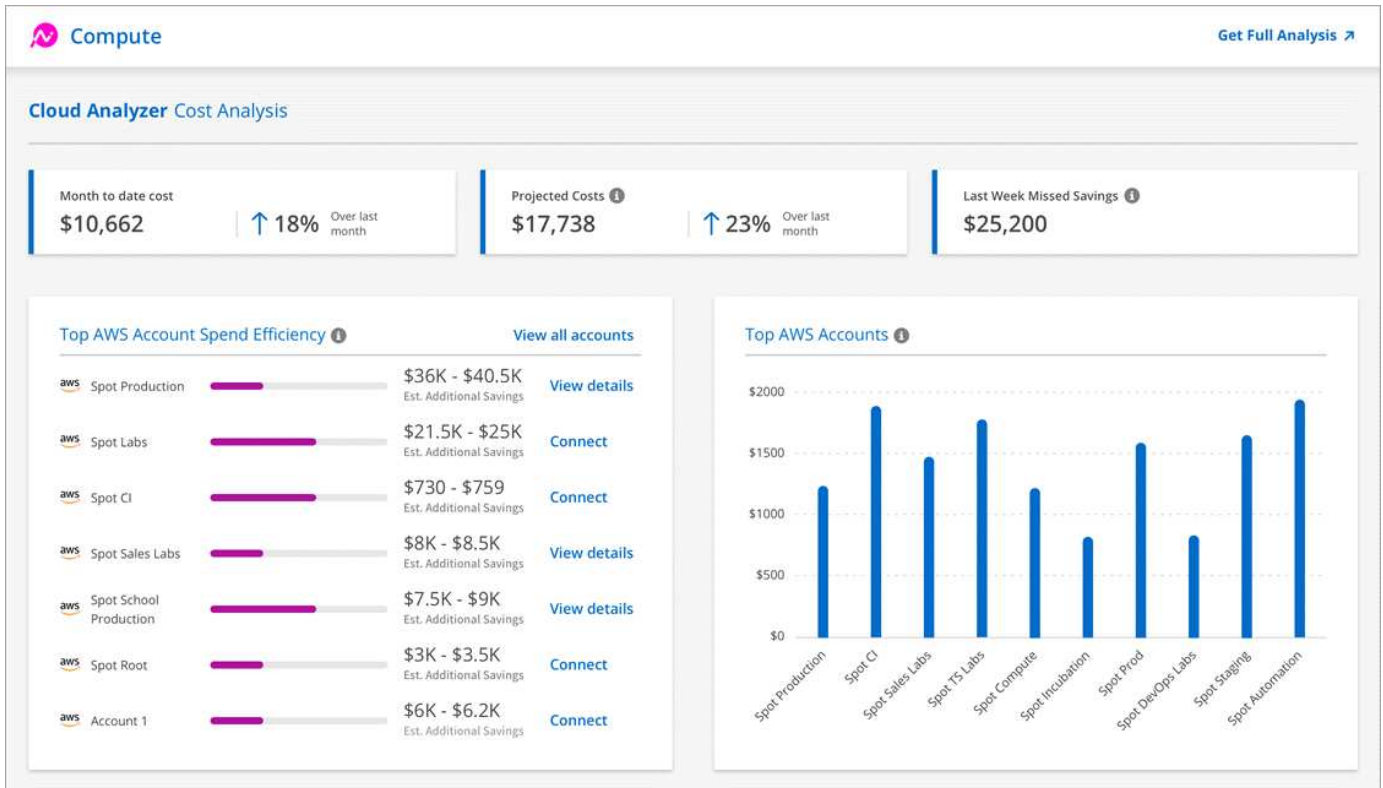 Compute
Get Full Analysis
Cloud Analyzer Cost Analysis
Month to date cost
$10,662
18%
Over last
month
Projected Costs
$17,738
23%
Over last
month
Last Week Missed Savings
$25,200
Top AWS Account Spend Efficiency
View all accounts
aws
Spot Production
$36K - $40.5K
Est. Additional Savings
View details
aws
Spot Labs
$21.5K - $25K
Est. Additional Savings
Connect
aws
Spot CI
$730 - $759
Est. Additional Savings
Connect
aws
Spot Sales Labs
$8K - $8.5K
Est. Additional Savings
View details
aws
Spot School
Production
$7.5K - $9K
Est. Additional Savings
View details
aws
Spot Root
$3K - $3.5K
Est. Additional Savings
Connect
aws
Account 1
$6K - $6.2K
Est. Additional Savings
Connect
Top AWS Accounts
$2000
$1500
$1000
$500
$0
Spot Production
Spot CI
Spot Sales Labs
Spot TS Labs
Spot Compute
Spot Incubation
Spot Prod
Spot DevOps Labs
Spot Staging
Spot Automation